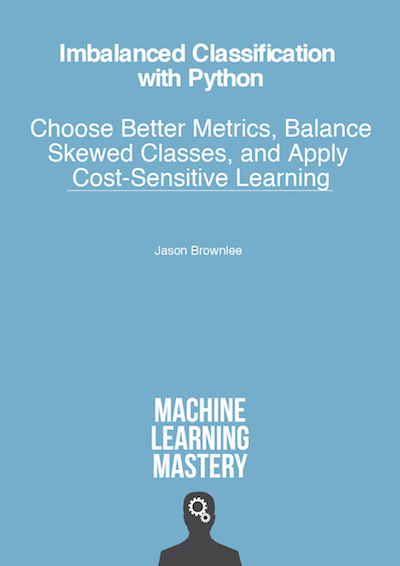 Imbalanced Classification
with Python
Choose Better Metrics, Balance
Skewed Classes, and Apply
Cost-Sensitive Learning
Jason Brownlee
MACHINE
LEARNING
MASTERY